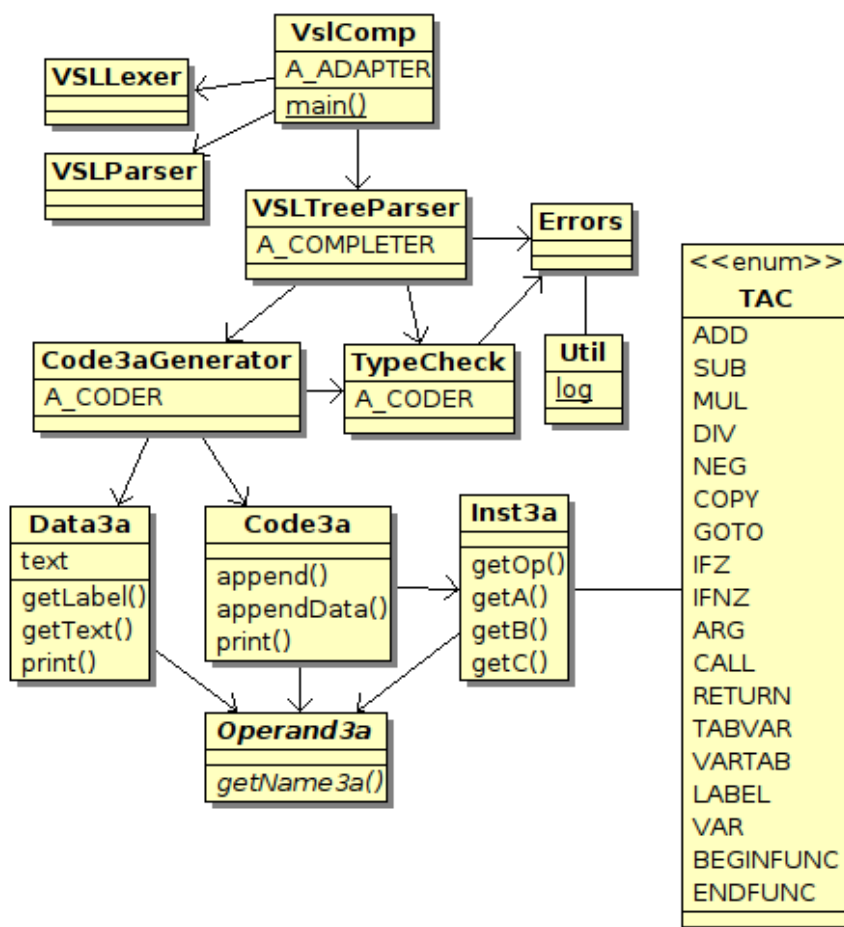 VslComp
A_ADAPTER
main()
VSLLexer
VSLParser
VSLTreeParser
A_COMPLETER
Errors
Util
log
Code3aGenerator
A_CODER
TypeCheck
A_CODER
Data3a
text
getLabel()
getText()
print()
Code3a
append()
appendData()
print()
Inst3a
getOp()
getA()
getB()
getC()
Operand3a
getName3a()
<<enum>>
TAC
ADD
SUB
MUL
DIV
NEG
COPY
GOTO
IFZ
IFNZ
ARG
CALL
RETURN
TABVAR
VARTAB
LABEL
VAR
BEGINFUNC
ENDFUNC